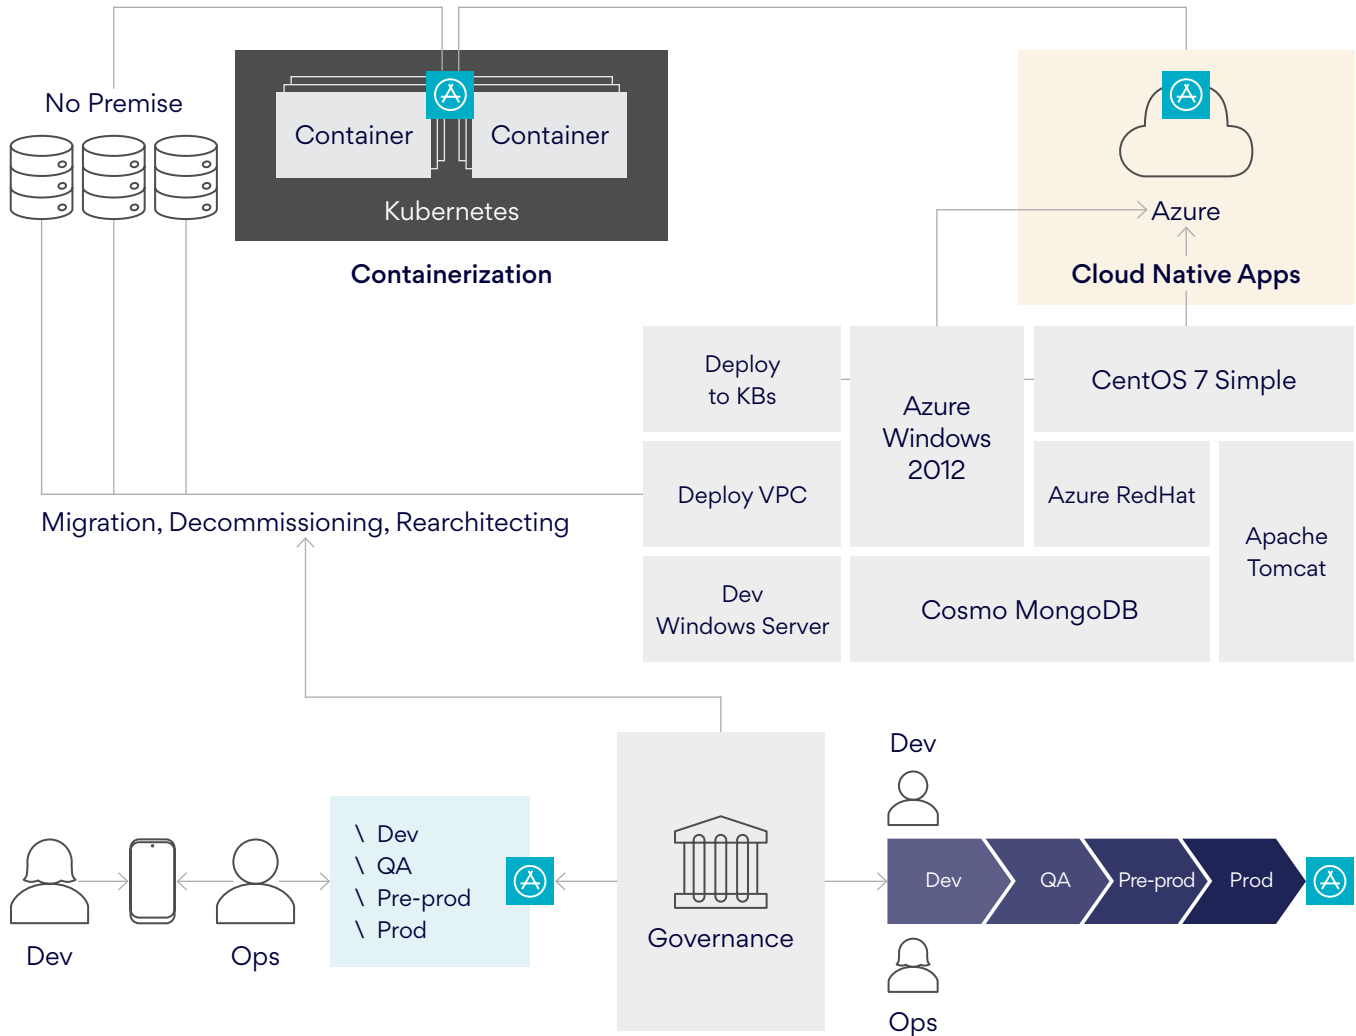 No Premise
Container
Container
Kubernetes
Containerization
Azure
Cloud Native Apps
Deploy
to KBs
Azure
Windows
2012
CentOS 7 Simple
Deploy VPC
Azure RedHat
Apache
Tomcat
Migration, Decommissioning, Rearchitecting
Dev
Windows Server
Cosmo MongoDB
Dev
Ops
\ Dev
\ QA
\ Pre-prod
\ Prod
Governance
Dev
Dev
QA
Pre-prod
Prod
Ops